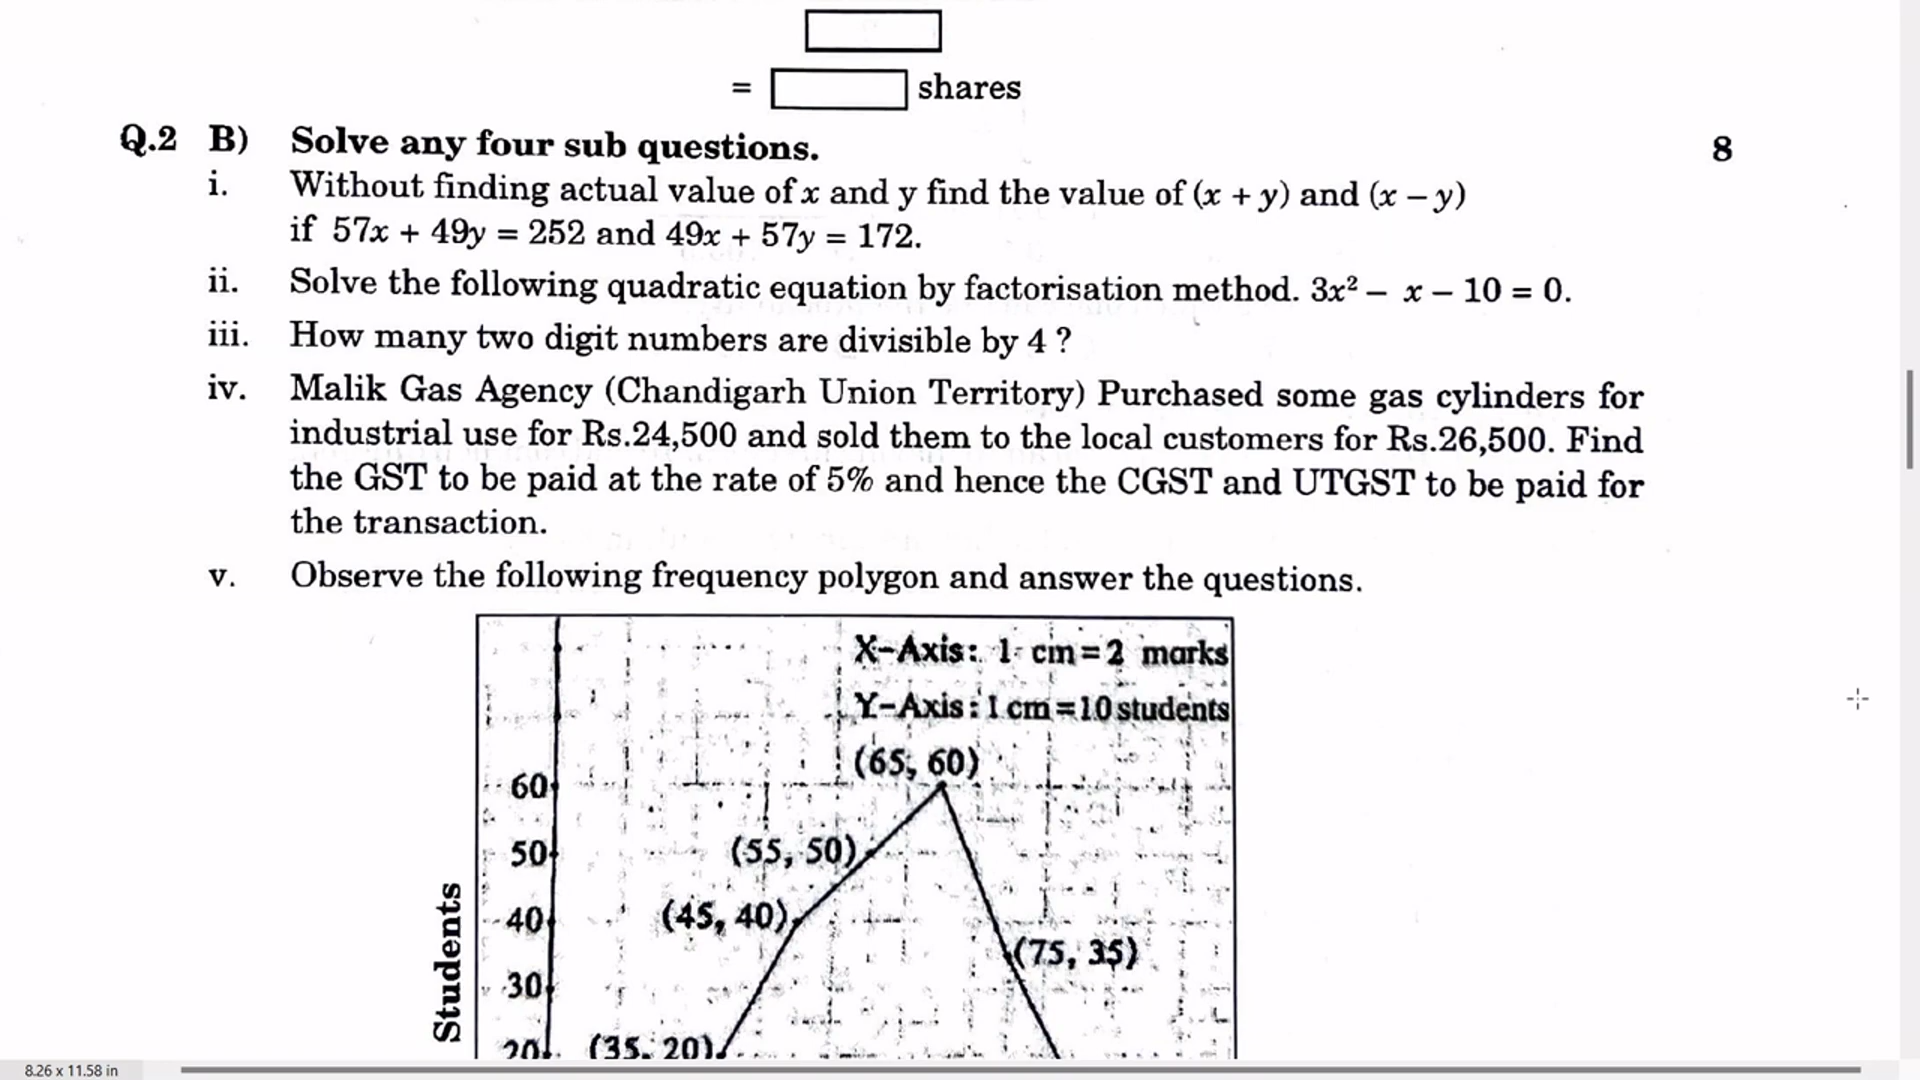 = shares
Q.2 B) Solve any four sub questions. 8
i. Without finding actual value of x and y find the value of (x + y) and (x – y)
if 57x + 49y = 252 and 49x + 57y = 172.
ii. Solve the following quadratic equation by factorisation method. 3x² – x – 10 = 0.
iii. How many two digit numbers are divisible by 4 ?
iv. Malik Gas Agency (Chandigarh Union Territory) Purchased some gas cylinders for
industrial use for Rs.24,500 and sold them to the local customers for Rs.26,500. Find
the GST to be paid at the rate of 5% and hence the CGST and UTGST to be paid for
the transaction.
v. Observe the following frequency polygon and answer the questions.
X-Axis: 1 cm = 2 marks
Y-Axis: 1 cm = 10 students
(65, 60)
60
50 (55, 50)
40 (45, 40)
(75, 35)
30
20 (35, 20)
Students
8.26 x 11.58 in